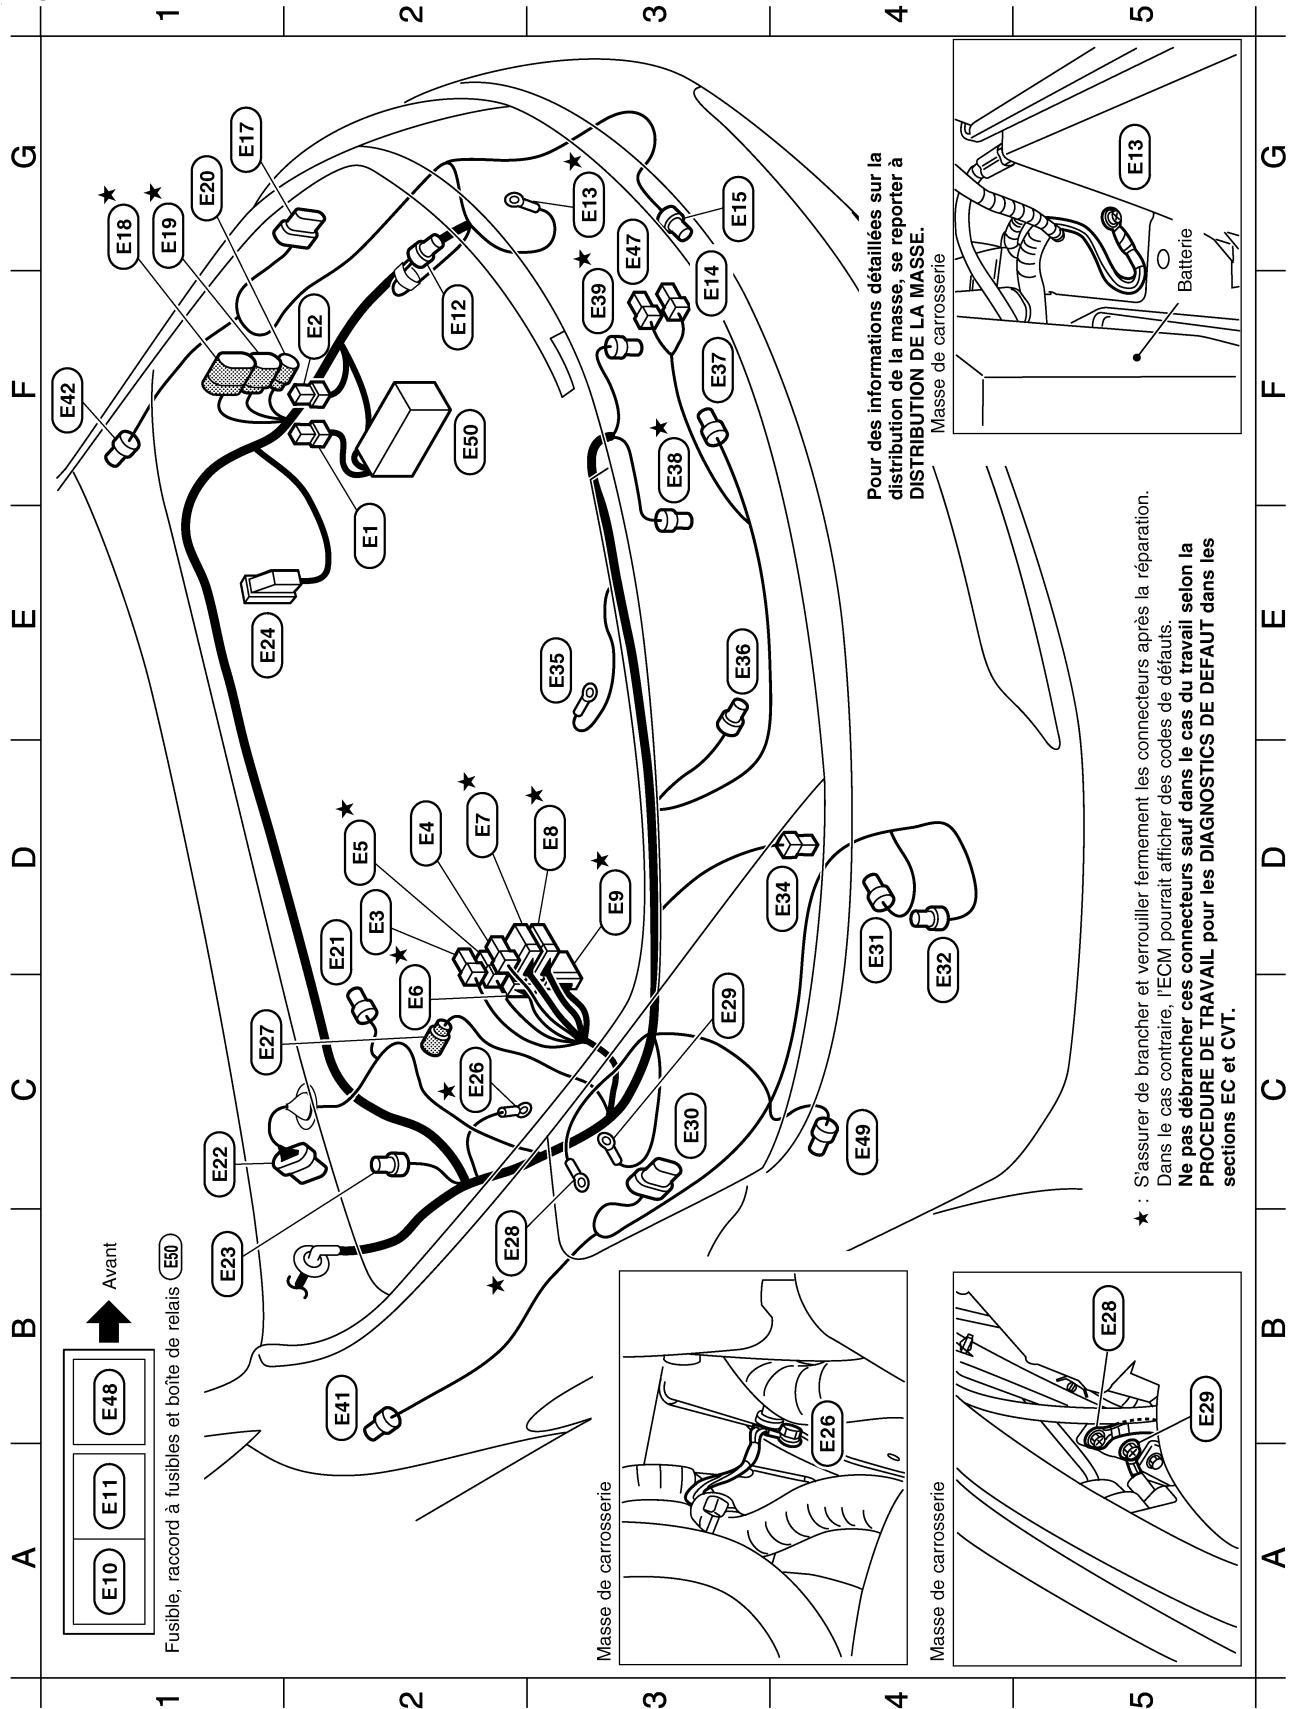 1
2
3
4
5
G
F
E
D
C
B
A
E18
★
E19
★
E20
E17
E42
E2
E12
E13
★
E15
E47
E39
★
E14
E37
E38
★
E50
E1
E24
E35
E36
E5
★
E4
E7
★
E8
★
E9
★
E3
E6
★
E21
E27
E26
★
E22
E23
E28
★
E29
E30
E34
E31
E32
E49
E41
E10
E11
E48
Avant
Fusible, raccord à fusibles et boîte de relais E50
Pour des informations détaillées sur la
distribution de la masse, se reporter à
DISTRIBUTION DE LA MASSE.
Masse de carrosserie
E13
Batterie
Masse de carrosserie
E26
Masse de carrosserie
E28
E29
★ : S'assurer de brancher et verrouiller fermement les connecteurs après la réparation.
Dans le cas contraire, l'ECM pourrait afficher des codes de défauts.
Ne pas débrancher ces connecteurs sauf dans le cas du travail selon la
PROCEDURE DE TRAVAIL pour les DIAGNOSTICS DE DEFAUT dans les
sections EC et CVT.
1
2
3
4
5
G
F
E
D
C
B
A